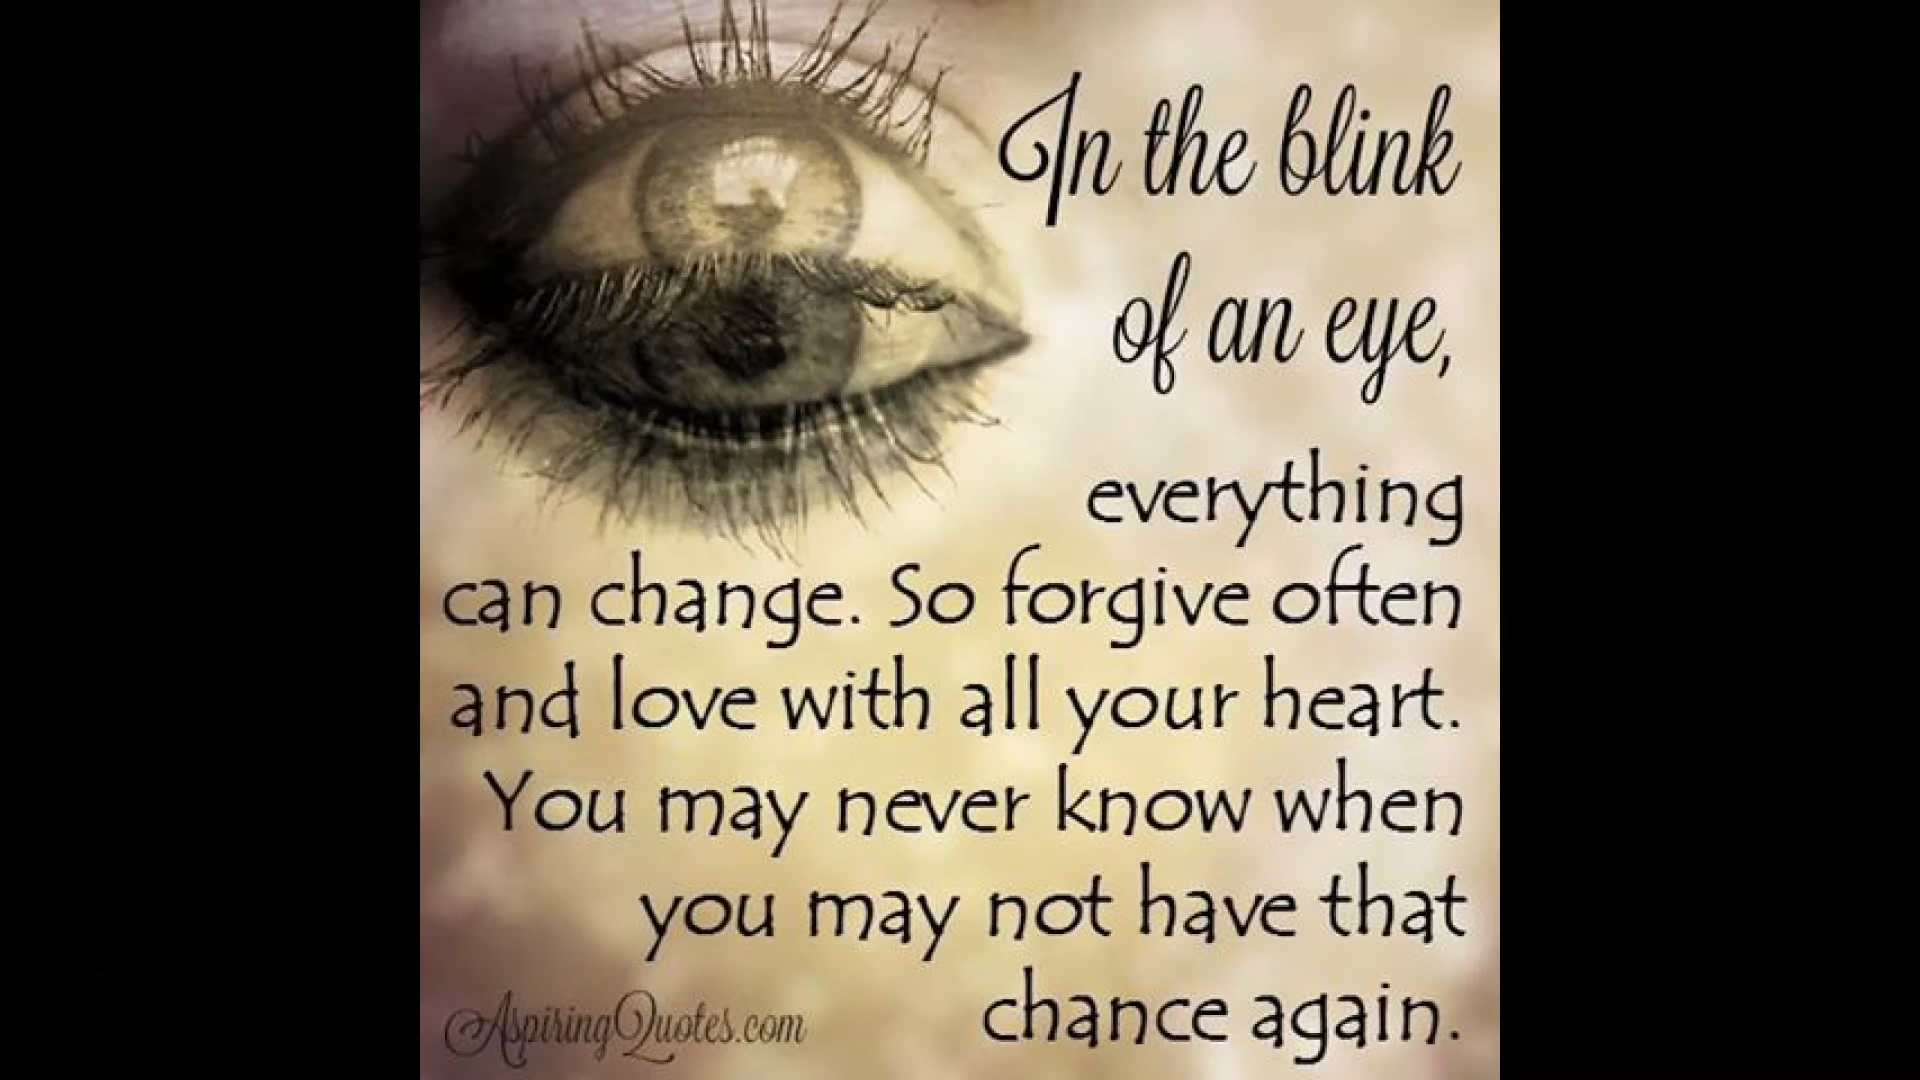 In the blink
of an eye,
everything
can change. So forgive often
and love with all your heart.
You may never know when
you may not have that
chance again.
AspiringQuotes.com